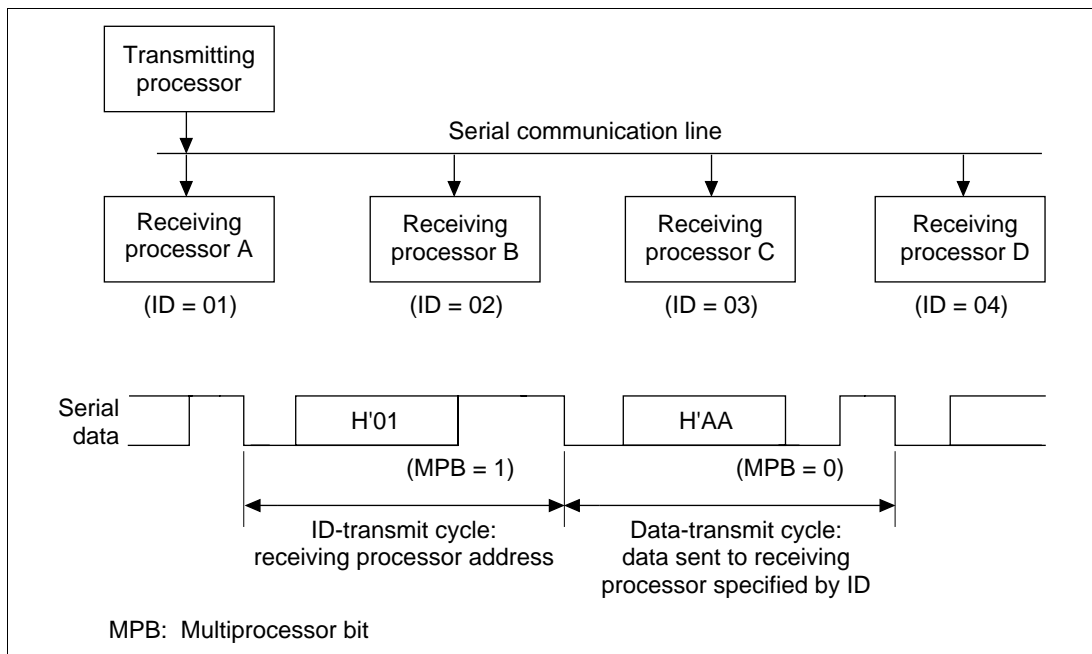 Transmitting
processor
Serial communication line
Receiving
processor A
Receiving
processor B
Receiving
processor C
Receiving
processor D
(ID = 01)
(ID = 02)
(ID = 03)
(ID = 04)
Serial
data
H'01
H'AA
(MPB = 1)
(MPB = 0)
ID-transmit cycle:
receiving processor address
Data-transmit cycle:
data sent to receiving
processor specified by ID
MPB: Multiprocessor bit